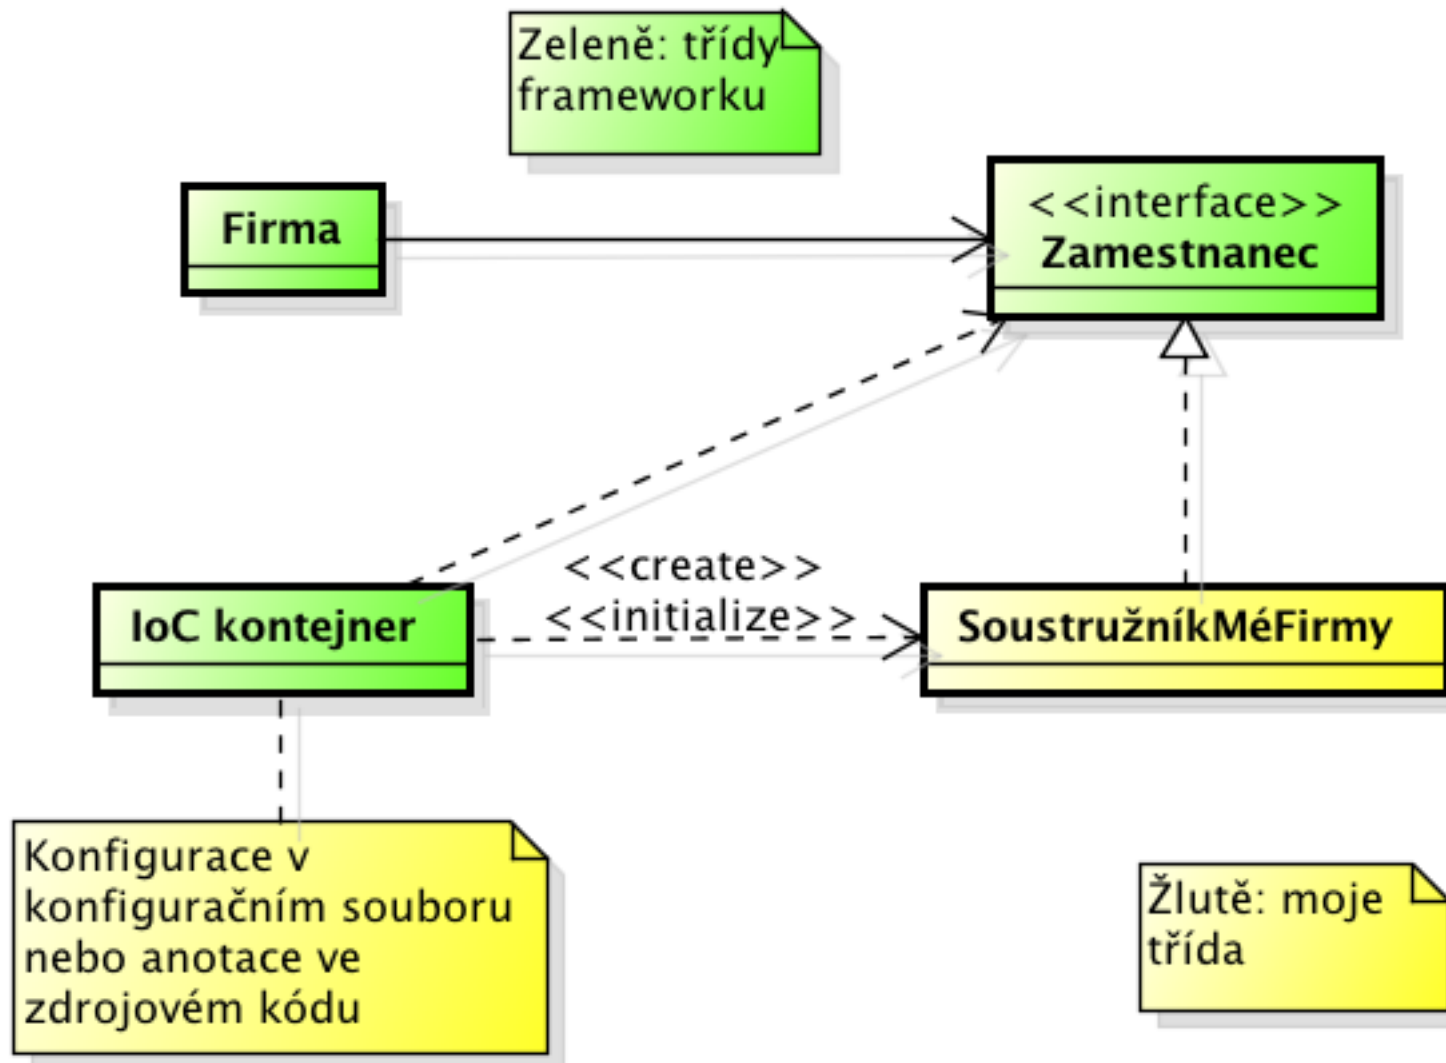 Zeleně: třídy
frameworku
Firma
<<interface>>
Zamestnanec
<<create>>
<<initialize>>
IoC kontejner
SoustružníkMéFirmy
Konfigurace v
konfiguračním souboru
nebo anotace ve
zdrojovém kódu
Žlutě: moje
třída